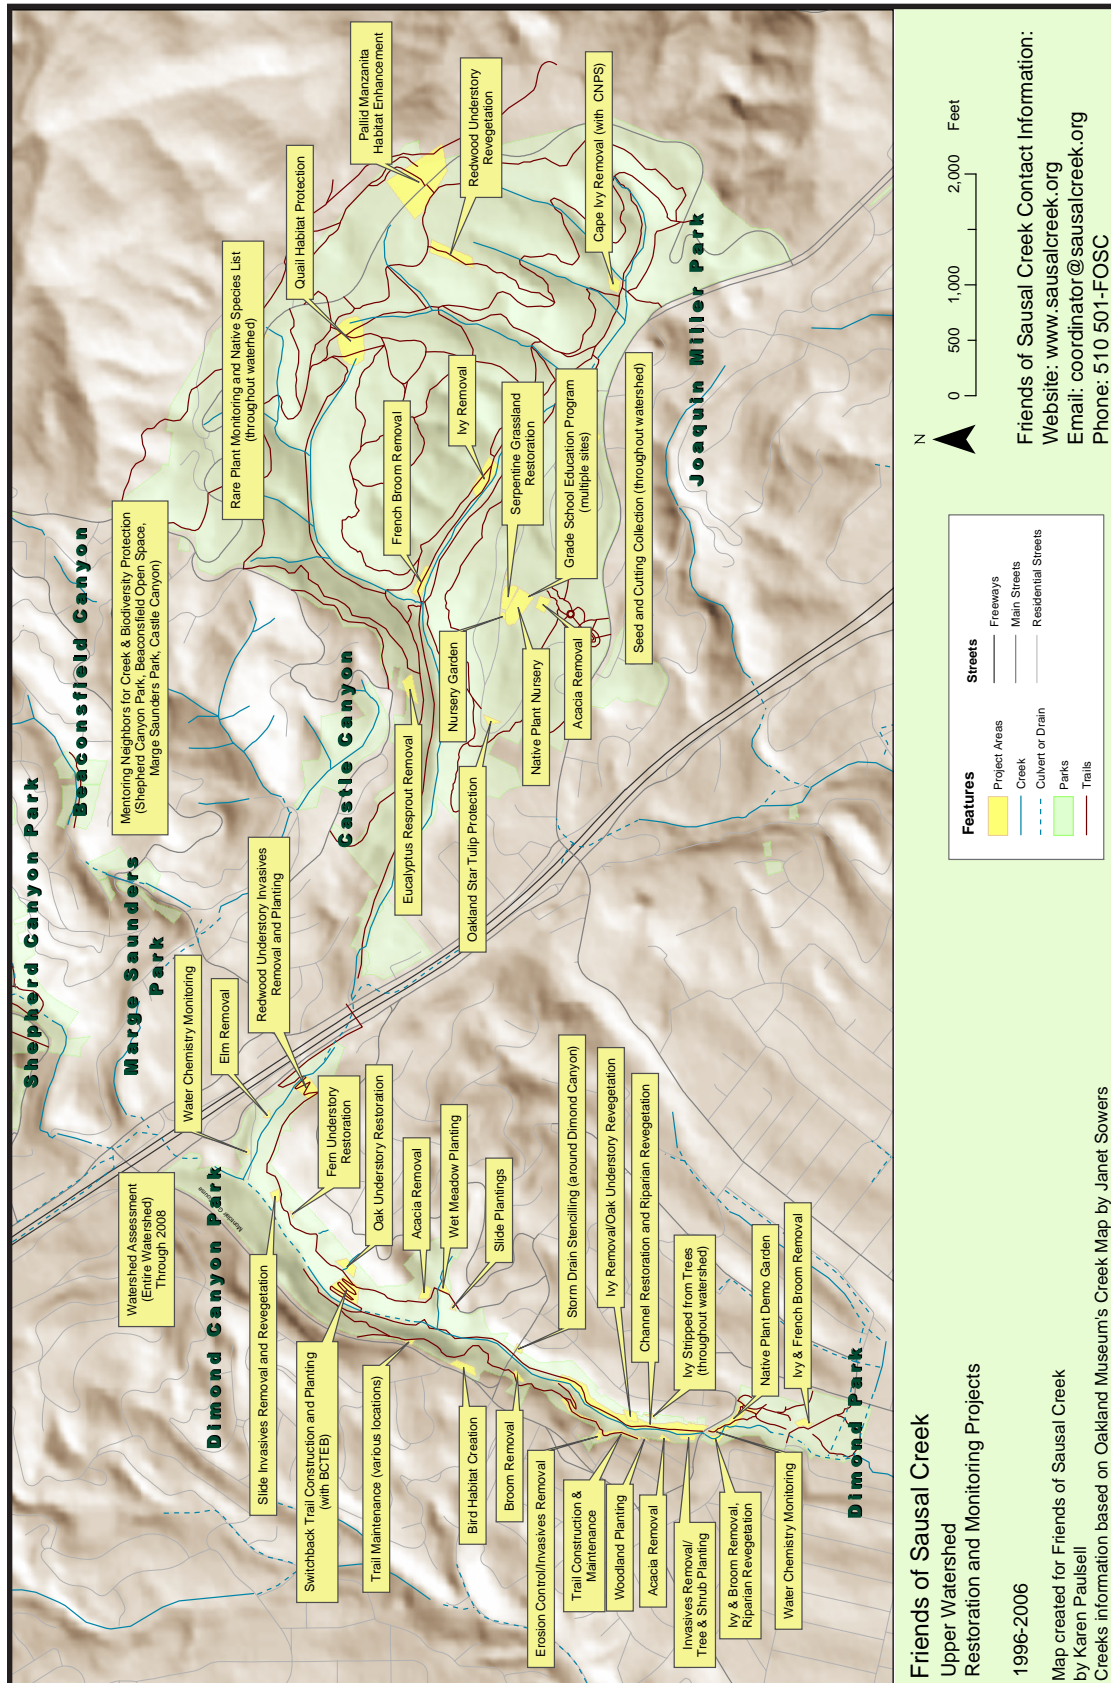 Shepherd Canyon Park
Beaconsfield Canyon
Marge Saunders
Park
Castle Canyon
Dimond Canyon Park
Joaquin Miller Park
Dimond Park
Watershed Assessment
(Entire Watershed)
Through 2008
Water Chemistry Monitoring
Elm Removal
Redwood Understory Invasives
Removal and Planting
Mentoring Neighbors for Creek & Biodiversity Protection
(Shepherd Canyon Park, Beaconsfield Open Space,
Marge Saunders Park, Castle Canyon)
Rare Plant Monitoring and Native Species List
(throughout waterhed)
Quail Habitat Protection
Pallid Manzanita
Habitat Enhancement
Redwood Understory
Revegetation
Cape Ivy Removal (with CNPS)
Slide Invasives Removal and Revegetation
Switchback Trail Construction and Planting
(with BCTEB)
Trail Maintenance (various locations)
Bird Habitat Creation
Broom Removal
Erosion Control/Invasives Removal
Trail Construction &
Maintenance
Woodland Planting
Acacia Removal
Invasives Removal/
Tree & Shrub Planting
Ivy & Broom Removal,
Riparian Revegetation
Water Chemistry Monitoring
Fern Understory
Restoration
Oak Understory Restoration
Acacia Removal
Wet Meadow Planting
Slide Plantings
Storm Drain Stencilling (around Dimond Canyon)
Ivy Removal/Oak Understory Revegetation
Channel Restoration and Riparian Revegetation
Ivy Stripped from Trees
(throughout watershed)
Native Plant Demo Garden
Ivy & French Broom Removal
Eucalyptus Resprout Removal
French Broom Removal
Ivy Removal
Nursery Garden
Oakland Star Tulip Protection
Serpentine Grassland
Restoration
Native Plant Nursery
Grade School Education Program
(multiple sites)
Acacia Removal
Seed and Cutting Collection (throughout watershed)
Friends of Sausal Creek
Upper Watershed
Restoration and Monitoring Projects
1996-2006
Map created for Friends of Sausal Creek
by Karen Paulsell
Creeks information based on Oakland Museum's Creek Map by Janet Sowers
Features
Project Areas
Creek
Culvert or Drain
Parks
Trails
Streets
Freeways
Main Streets
Residential Streets
N
0 500 1,000 2,000 Feet
Friends of Sausal Creek Contact Information:
Website: www.sausalcreek.org
Email: coordinator@sausalcreek.org
Phone: 510 501-FOSC